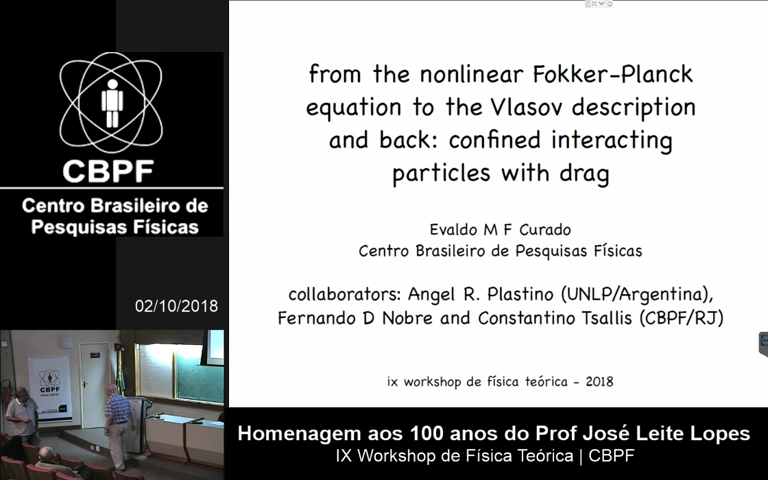 CBPF
Centro Brasileiro de
Pesquisas Físicas
02/10/2018
from the nonlinear Fokker-Planck
equation to the Vlasov description
and back: confined interacting
particles with drag
Evaldo M F Curado
Centro Brasileiro de Pesquisas Físicas
collaborators: Angel R. Plastino (UNLP/Argentina),
Fernando D Nobre and Constantino Tsallis (CBPF/RJ)
ix workshop de física teórica - 2018
CBPF
Homenagem aos 100 anos do Prof José Leite Lopes
IX Workshop de Física Teórica | CBPF